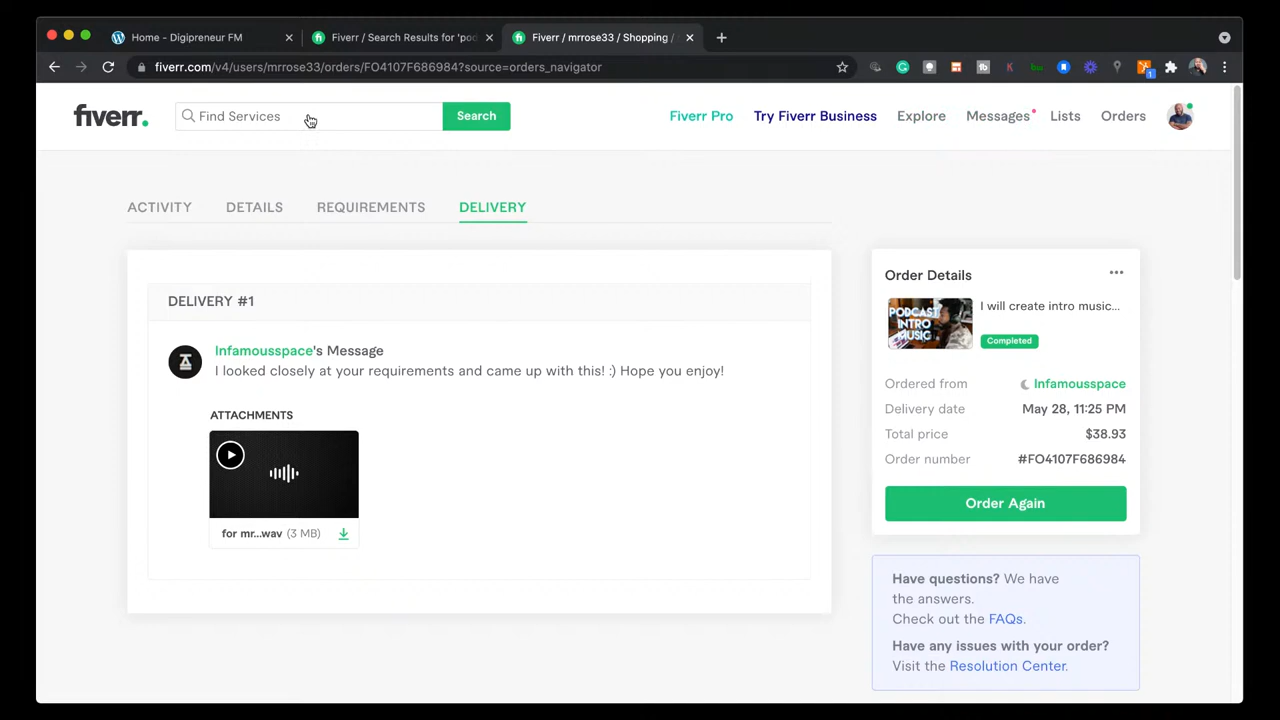 Home - Digipreneur FM
Fiverr / Search Results for 'pod
Fiverr / mrrose33 / Shopping /
fiverr.com/v4/users/mrrose33/orders/FO4107F686984?source=orders_navigator
fiverr.
Find Services
Search
Fiverr Pro
Try Fiverr Business
Explore
Messages
Lists
Orders
ACTIVITY
DETAILS
REQUIREMENTS
DELIVERY
DELIVERY #1
Infamousspace's Message
I looked closely at your requirements and came up with this! :) Hope you enjoy!
ATTACHMENTS
for mr...wav (3 MB)
Order Details
PODCAST
INTRO
MUSIC
I will create intro music...
Completed
Ordered from Infamousspace
Delivery date May 28, 11:25 PM
Total price $38.93
Order number #FO4107F686984
Order Again
Have questions? We have
the answers.
Check out the FAQs.
Have any issues with your order?
Visit the Resolution Center.